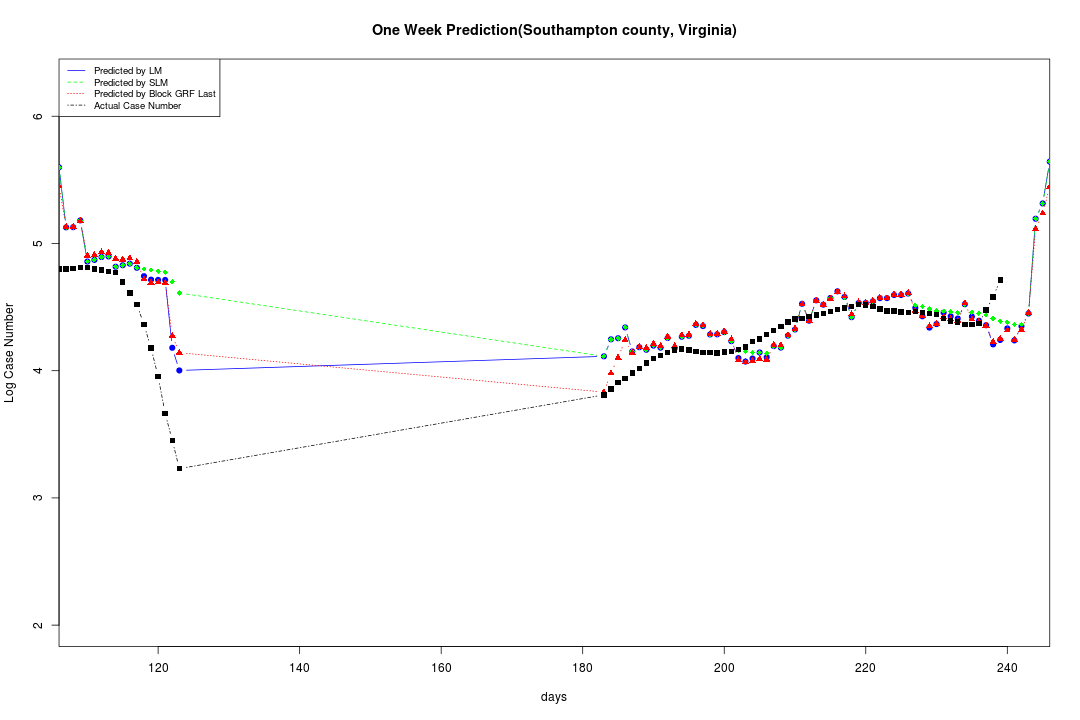 One Week Prediction(Southampton county, Virginia)
Predicted by LM
Predicted by SLM
Predicted by Block GRF Last
Actual Case Number
6
5
4
3
2
Log Case Number
120 140 160 180 200 220 240
days